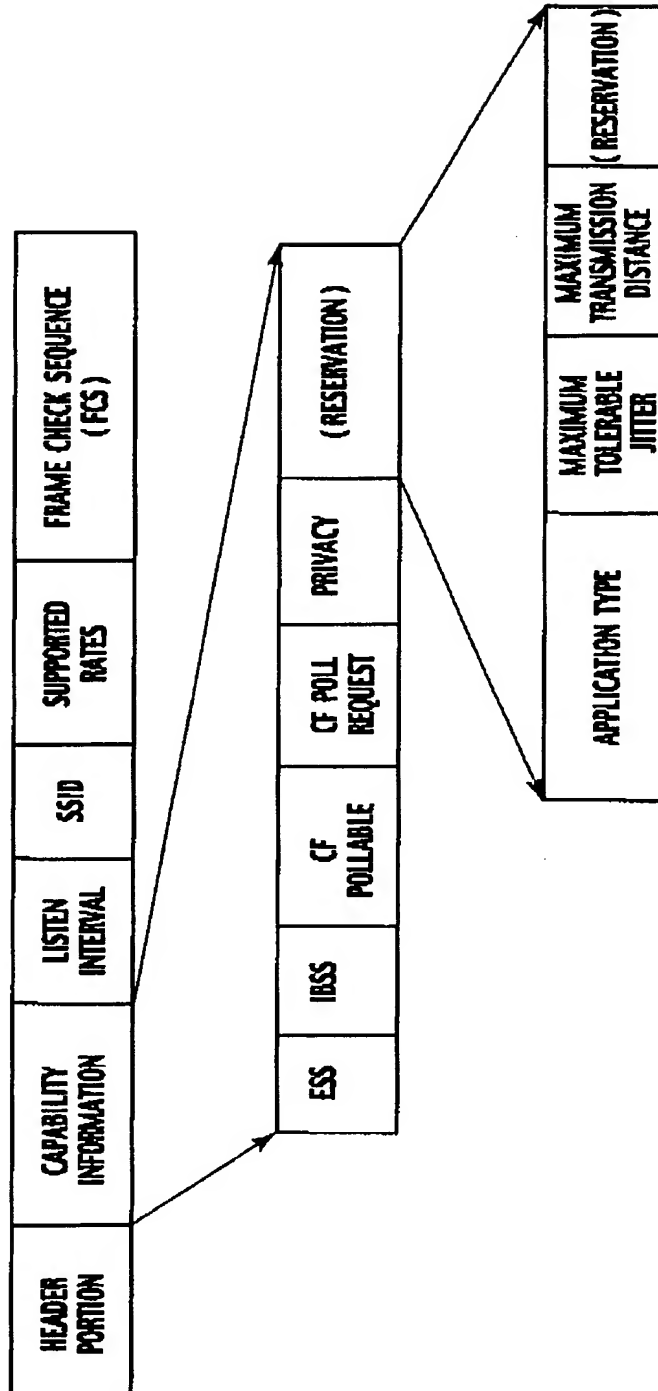 HEADER
PORTION
CAPABILITY
INFORMATION
LISTEN
INTERVAL
SSID
SUPPORTED
RATES
FRAME CHECK SEQUENCE
(FCS)
ESS
IBSS
CF
POLLABLE
CF POLL
REQUEST
PRIVACY
(RESERVATION)
APPLICATION TYPE
MAXIMUM
TOLERABLE
JITTER
MAXIMUM
TRANSMISSION
DISTANCE
(RESERVATION)